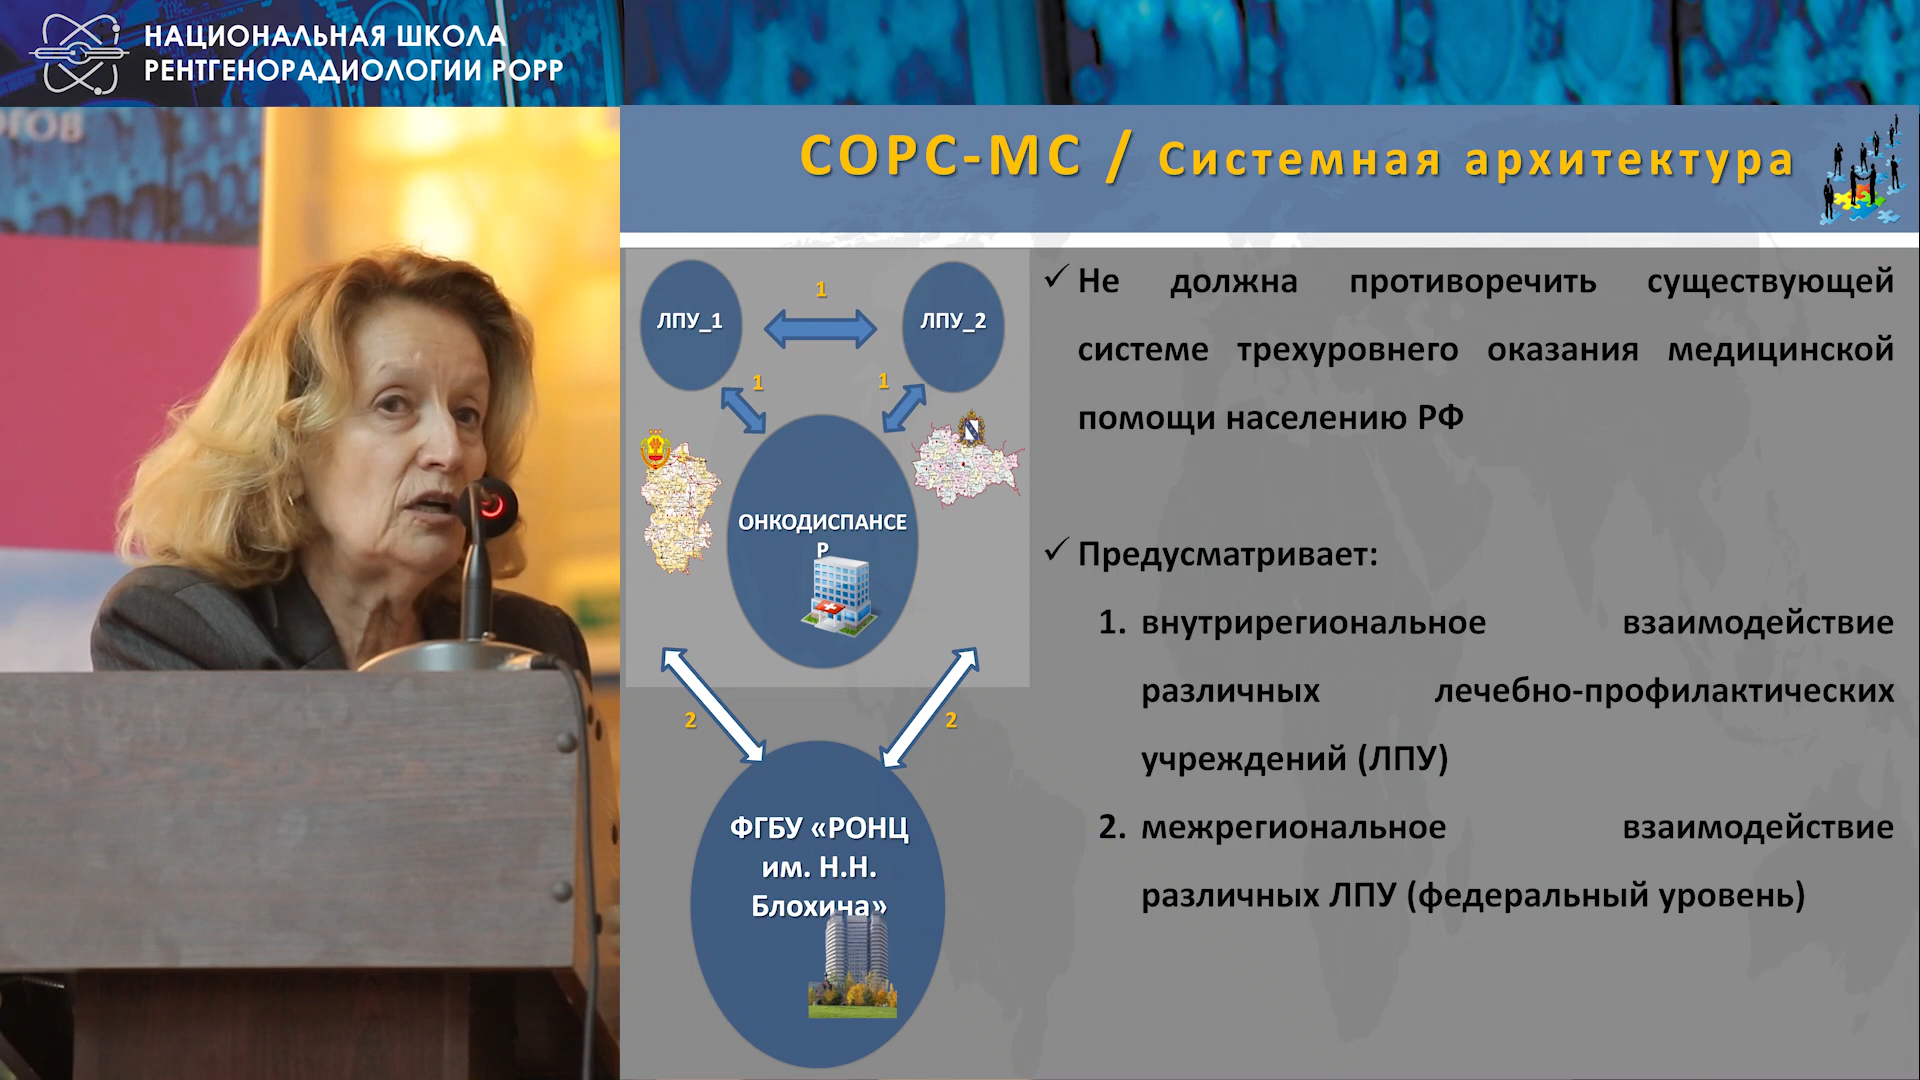 НАЦИОНАЛЬНАЯ ШКОЛА
РЕНТГЕНОРАДИОЛОГИИ РОРР
ОГОВ
СОРС-МС / Системная архитектура
ЛПУ_1
1
ЛПУ_2
1
1
ОНКОДИСПАНСЕ
Р
2
2
ФГБУ «РОНЦ
им. Н.Н.
Блохина»
✓ Не должна противоречить существующей
системе трехуровнего оказания медицинской
помощи населению РФ
✓ Предусматривает:
1. внутрирегиональное взаимодействие
различных лечебно-профилактических
учреждений (ЛПУ)
2. межрегиональное взаимодействие
различных ЛПУ (федеральный уровень)